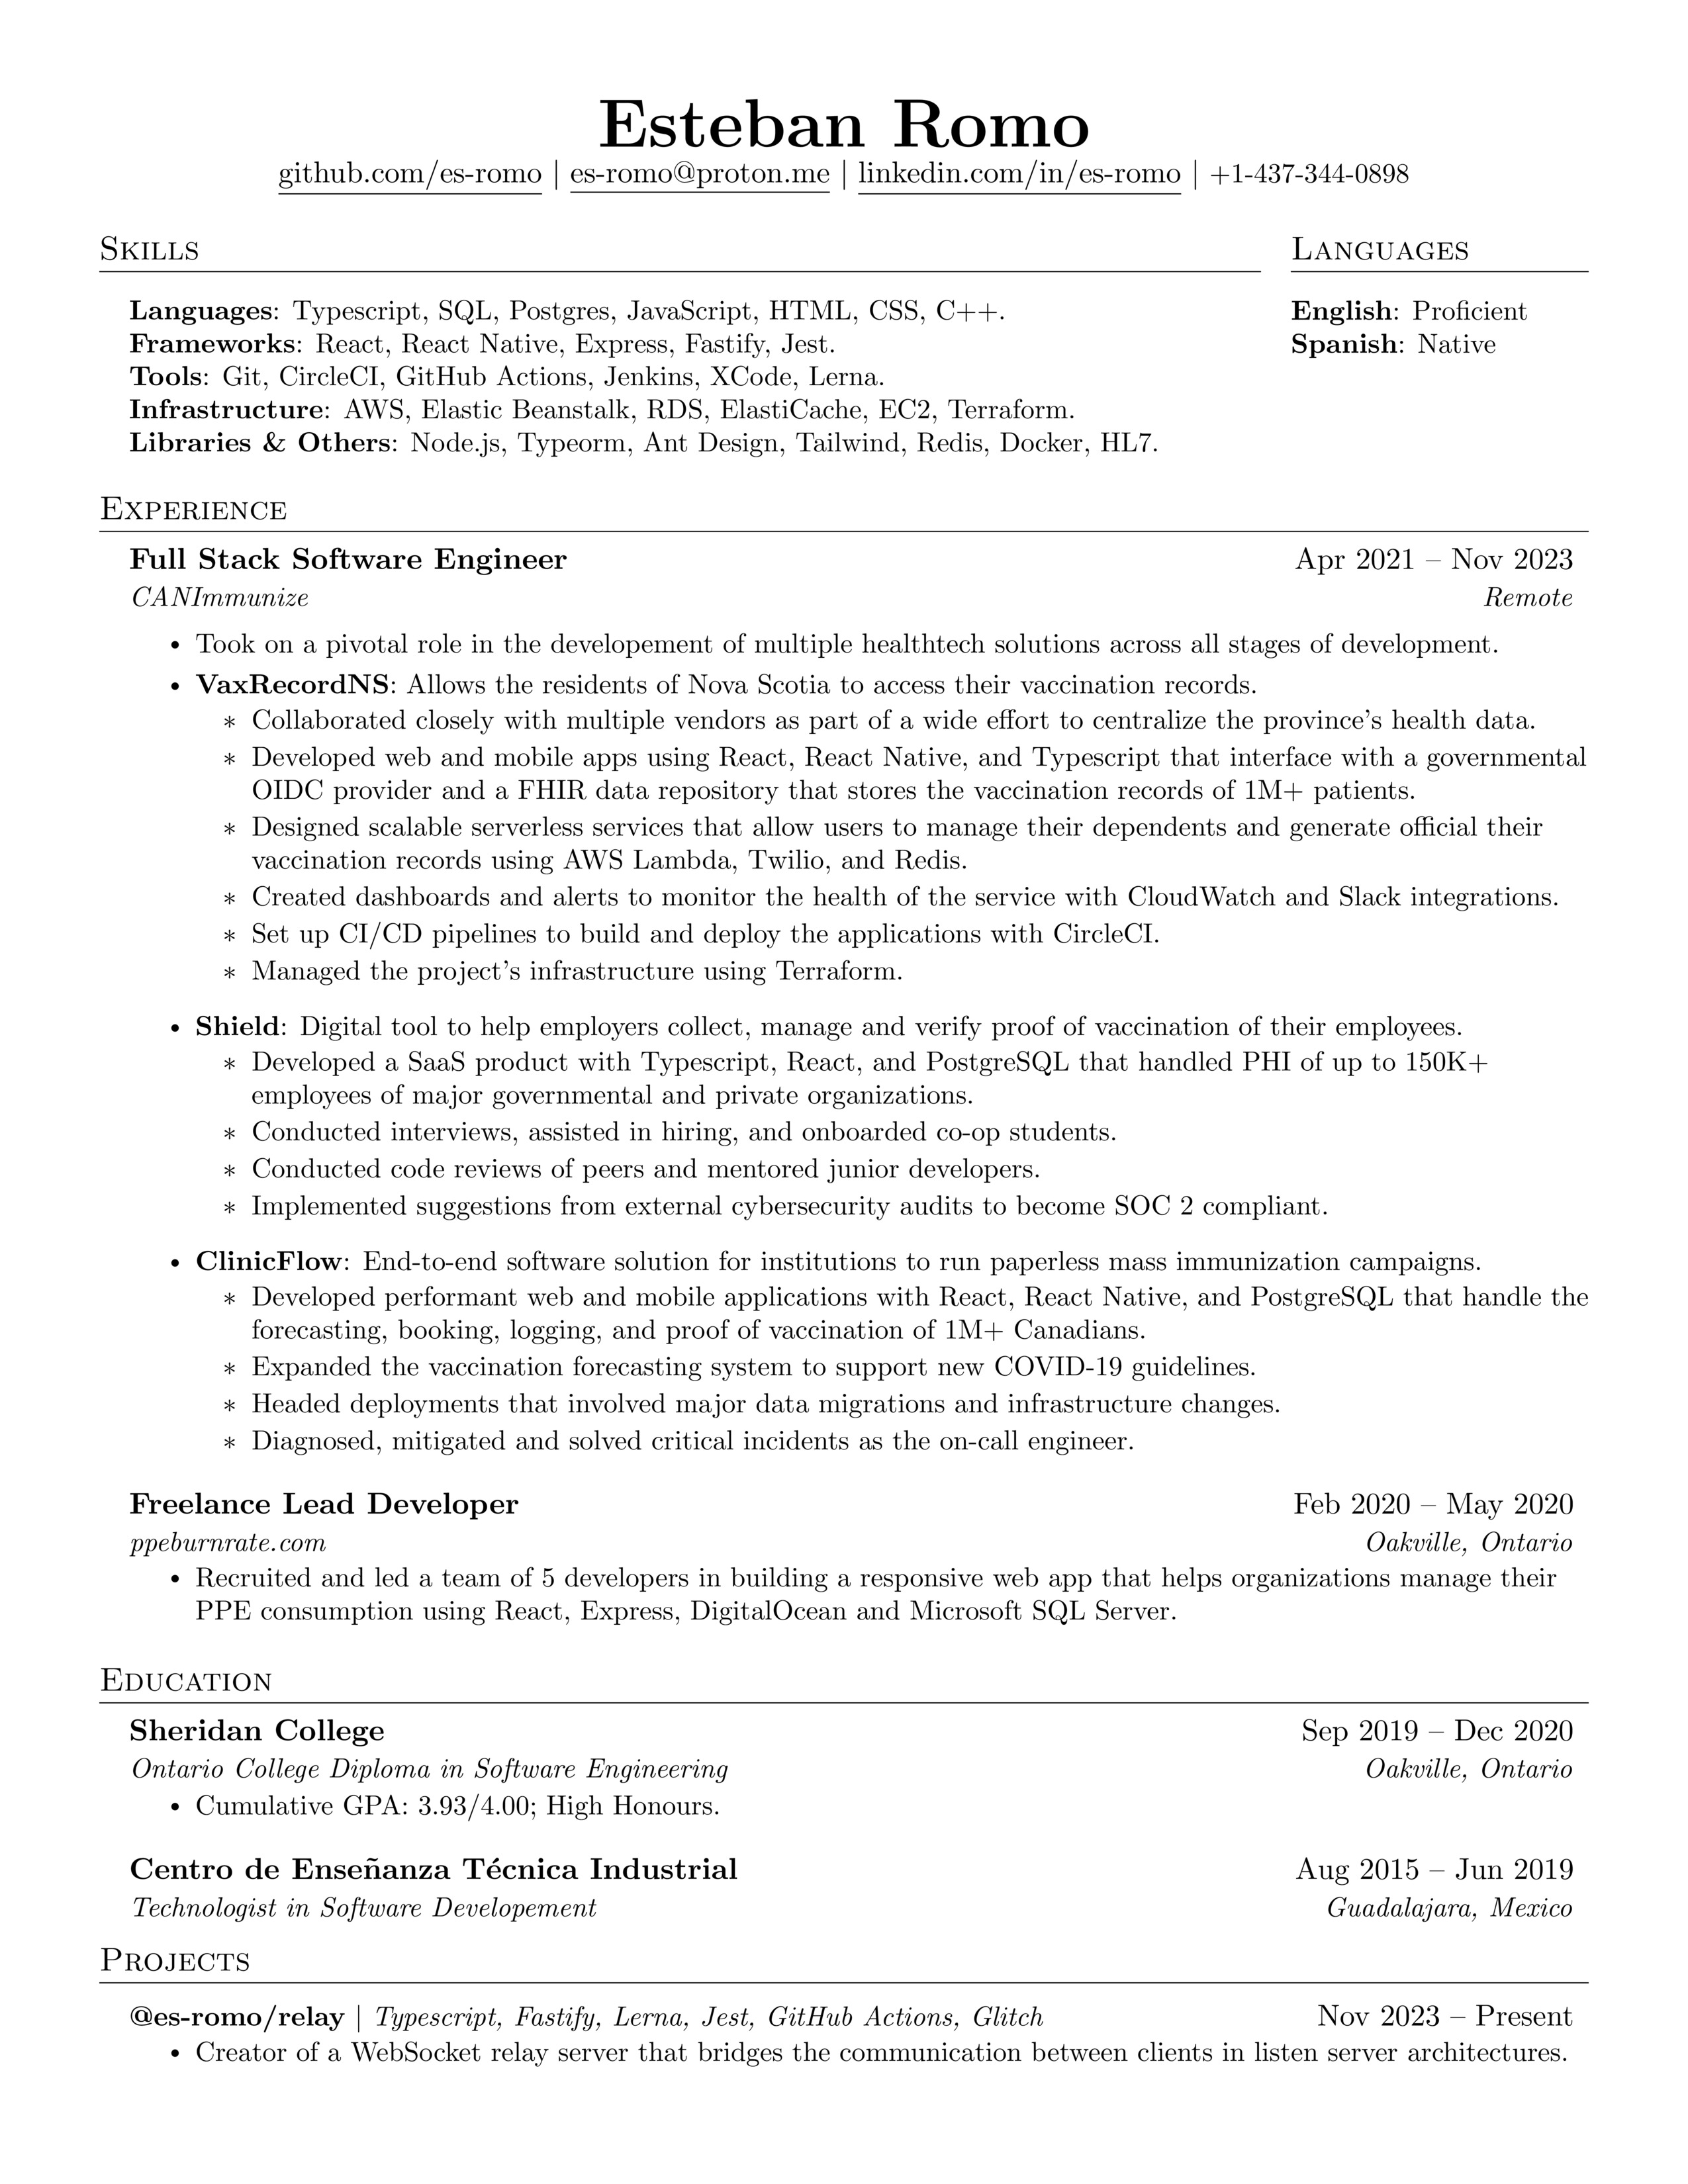 Esteban Romo
github.com/es-romo | es-romo@proton.me | linkedin.com/in/es-romo | +1-437-344-0898
Skills
Languages: Typescript, SQL, Postgres, JavaScript, HTML, CSS, C++.
Frameworks: React, React Native, Express, Fastify, Jest.
Tools: Git, CircleCI, GitHub Actions, Jenkins, XCode, Lerna.
Infrastructure: AWS, Elastic Beanstalk, RDS, ElastiCache, EC2, Terraform.
Libraries & Others: Node.js, Typeorm, Ant Design, Tailwind, Redis, Docker, HL7.
Languages
English: Proficient
Spanish: Native
Experience
Full Stack Software Engineer Apr 2021 – Nov 2023
CANImmunize Remote
• Took on a pivotal role in the developement of multiple healthtech solutions across all stages of development.
• VaxRecordNS: Allows the residents of Nova Scotia to access their vaccination records.
∗ Collaborated closely with multiple vendors as part of a wide effort to centralize the province's health data.
∗ Developed web and mobile apps using React, React Native, and Typescript that interface with a governmental
OIDC provider and a FHIR data repository that stores the vaccination records of 1M+ patients.
∗ Designed scalable serverless services that allow users to manage their dependents and generate official their
vaccination records using AWS Lambda, Twilio, and Redis.
∗ Created dashboards and alerts to monitor the health of the service with CloudWatch and Slack integrations.
∗ Set up CI/CD pipelines to build and deploy the applications with CircleCI.
∗ Managed the project's infrastructure using Terraform.
• Shield: Digital tool to help employers collect, manage and verify proof of vaccination of their employees.
∗ Developed a SaaS product with Typescript, React, and PostgreSQL that handled PHI of up to 150K+
employees of major governmental and private organizations.
∗ Conducted interviews, assisted in hiring, and onboarded co-op students.
∗ Conducted code reviews of peers and mentored junior developers.
∗ Implemented suggestions from external cybersecurity audits to become SOC 2 compliant.
• ClinicFlow: End-to-end software solution for institutions to run paperless mass immunization campaigns.
∗ Developed performant web and mobile applications with React, React Native, and PostgreSQL that handle the
forecasting, booking, logging, and proof of vaccination of 1M+ Canadians.
∗ Expanded the vaccination forecasting system to support new COVID-19 guidelines.
∗ Headed deployments that involved major data migrations and infrastructure changes.
∗ Diagnosed, mitigated and solved critical incidents as the on-call engineer.
Freelance Lead Developer Feb 2020 – May 2020
ppeburnrate.com Oakville, Ontario
• Recruited and led a team of 5 developers in building a responsive web app that helps organizations manage their
PPE consumption using React, Express, DigitalOcean and Microsoft SQL Server.
Education
Sheridan College Sep 2019 – Dec 2020
Ontario College Diploma in Software Engineering Oakville, Ontario
• Cumulative GPA: 3.93/4.00; High Honours.
Centro de Enseñanza Técnica Industrial Aug 2015 – Jun 2019
Technologist in Software Developement Guadalajara, Mexico
Projects
@es-romo/relay | Typescript, Fastify, Lerna, Jest, GitHub Actions, Glitch Nov 2023 – Present
• Creator of a WebSocket relay server that bridges the communication between clients in listen server architectures.